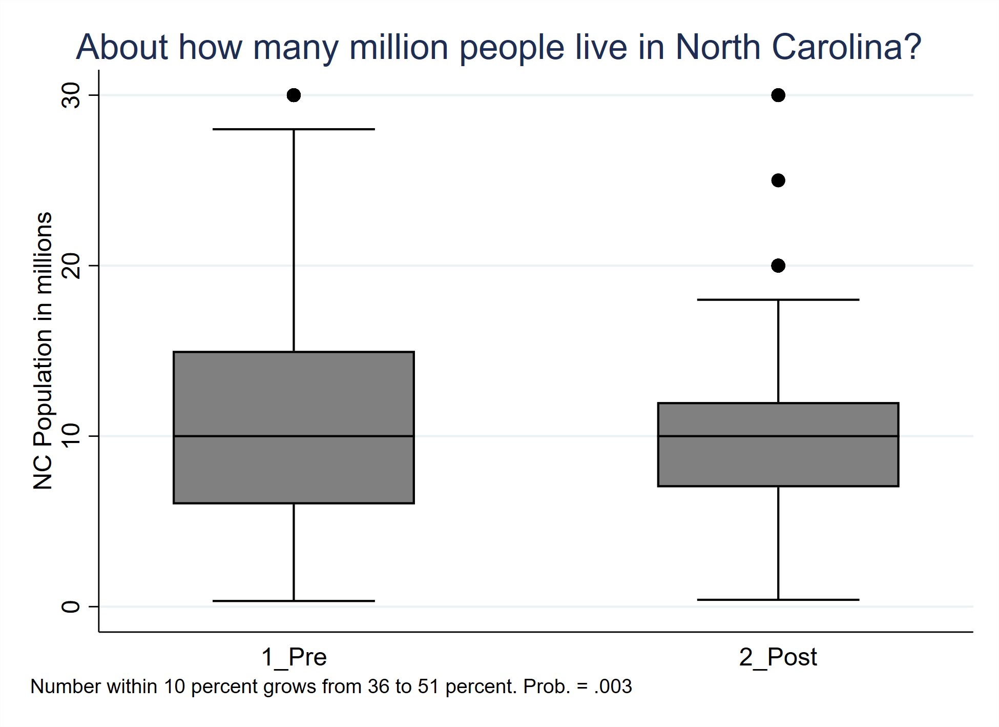 About how many million people live in North Carolina?
NC Population in millions
30
20
10
0
1_Pre
2_Post
Number within 10 percent grows from 36 to 51 percent. Prob. = .003